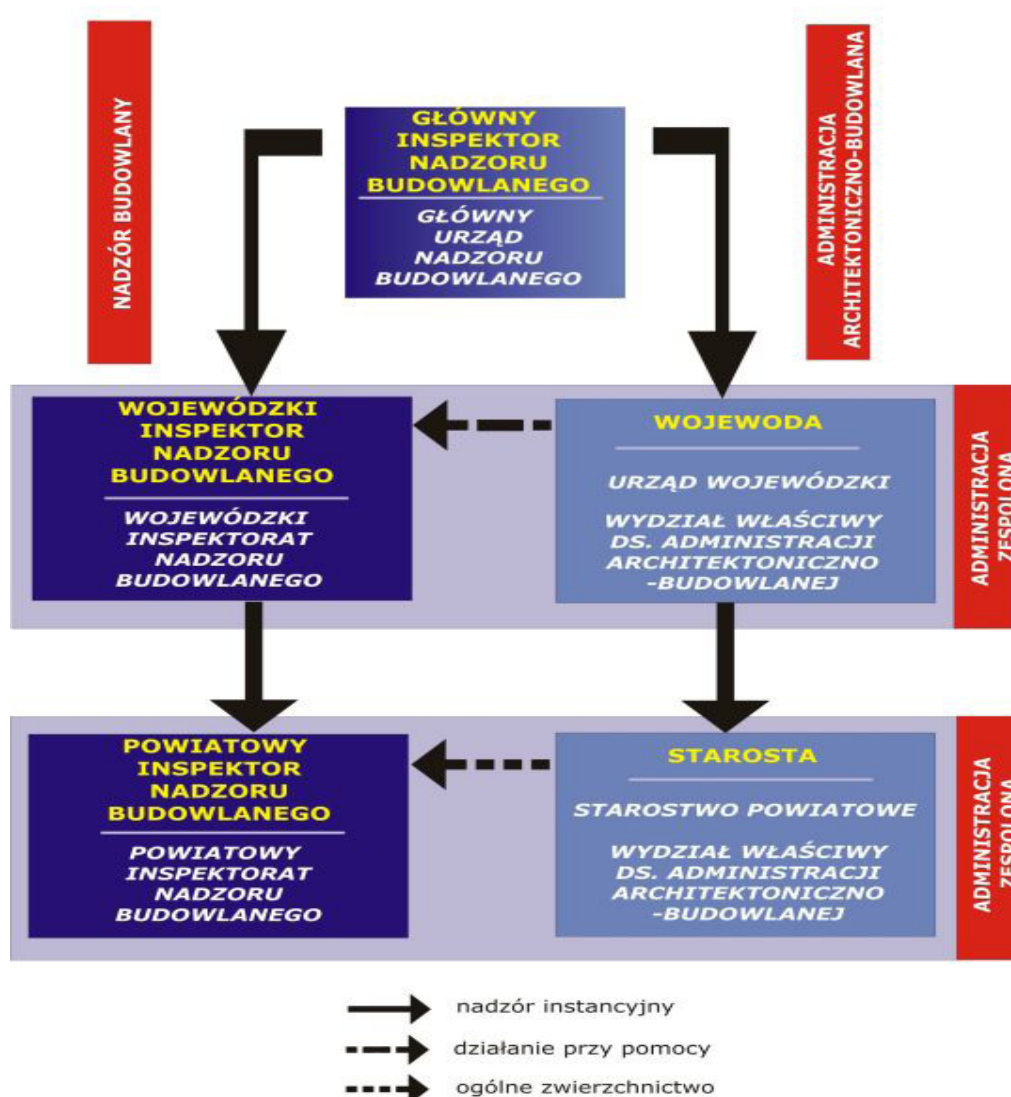 NADZÓR BUDOWLANY
GŁÓWNY
INSPEKTOR
NADZORU
BUDOWLANEGO
GŁÓWNY
URZĄD
NADZORU
BUDOWLANEGO
ADMINISTRACJA
ARCHITEKTONICZNO-BUDOWLANA
WOJEWÓDZKI
INSPEKTOR
NADZORU
BUDOWLANEGO
WOJEWÓDZKI
INSPEKTORAT
NADZORU
BUDOWLANEGO
WOJEWODA
URZĄD WOJEWÓDZKI
WYDZIAŁ WŁAŚCIWY
DS. ADMINISTRACJI
ARCHITEKTONICZNO
-BUDOWLANEJ
ADMINISTRACJA
ZESPOLONA
POWIATOWY
INSPEKTOR
NADZORU
BUDOWLANEGO
POWIATOWY
INSPEKTORAT
NADZORU
BUDOWLANEGO
STAROSTA
STAROSTWO POWIATOWE
WYDZIAŁ WŁAŚCIWY
DS. ADMINISTRACJI
ARCHITEKTONICZNO
-BUDOWLANEJ
ADMINISTRACJA
ZESPOLONA
nadzór instancyjny
działanie przy pomocy
ogólne zwierzchnictwo